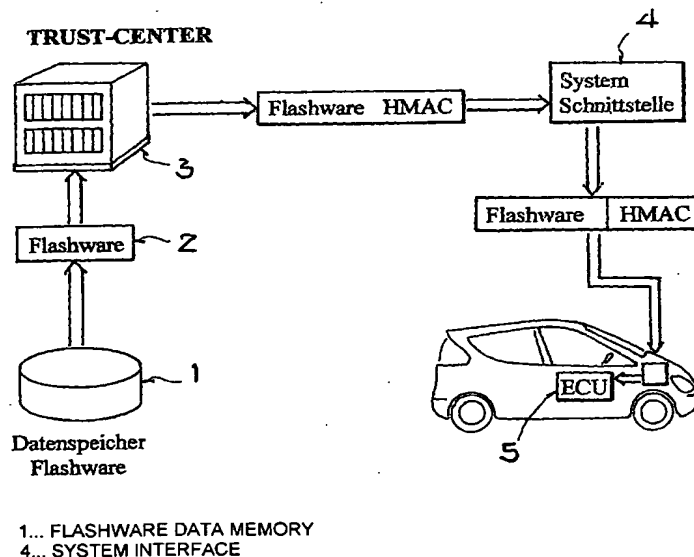 TRUST-CENTER
4
System
Schnittstelle
Flashware HMAC
3
Flashware HMAC
Flashware
2
1
ECU
5
Datenspeicher
Flashware
1... FLASHWARE DATA MEMORY
4... SYSTEM INTERFACE